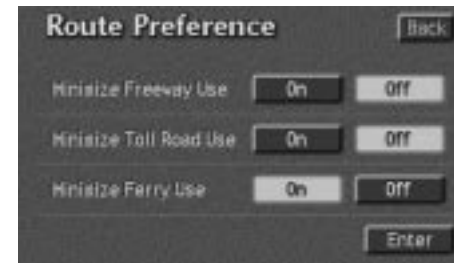 Route Preference Back
Minimize Freeway Use On Off
Minimize Toll Road Use On Off
Minimize Ferry Use On Off
Enter